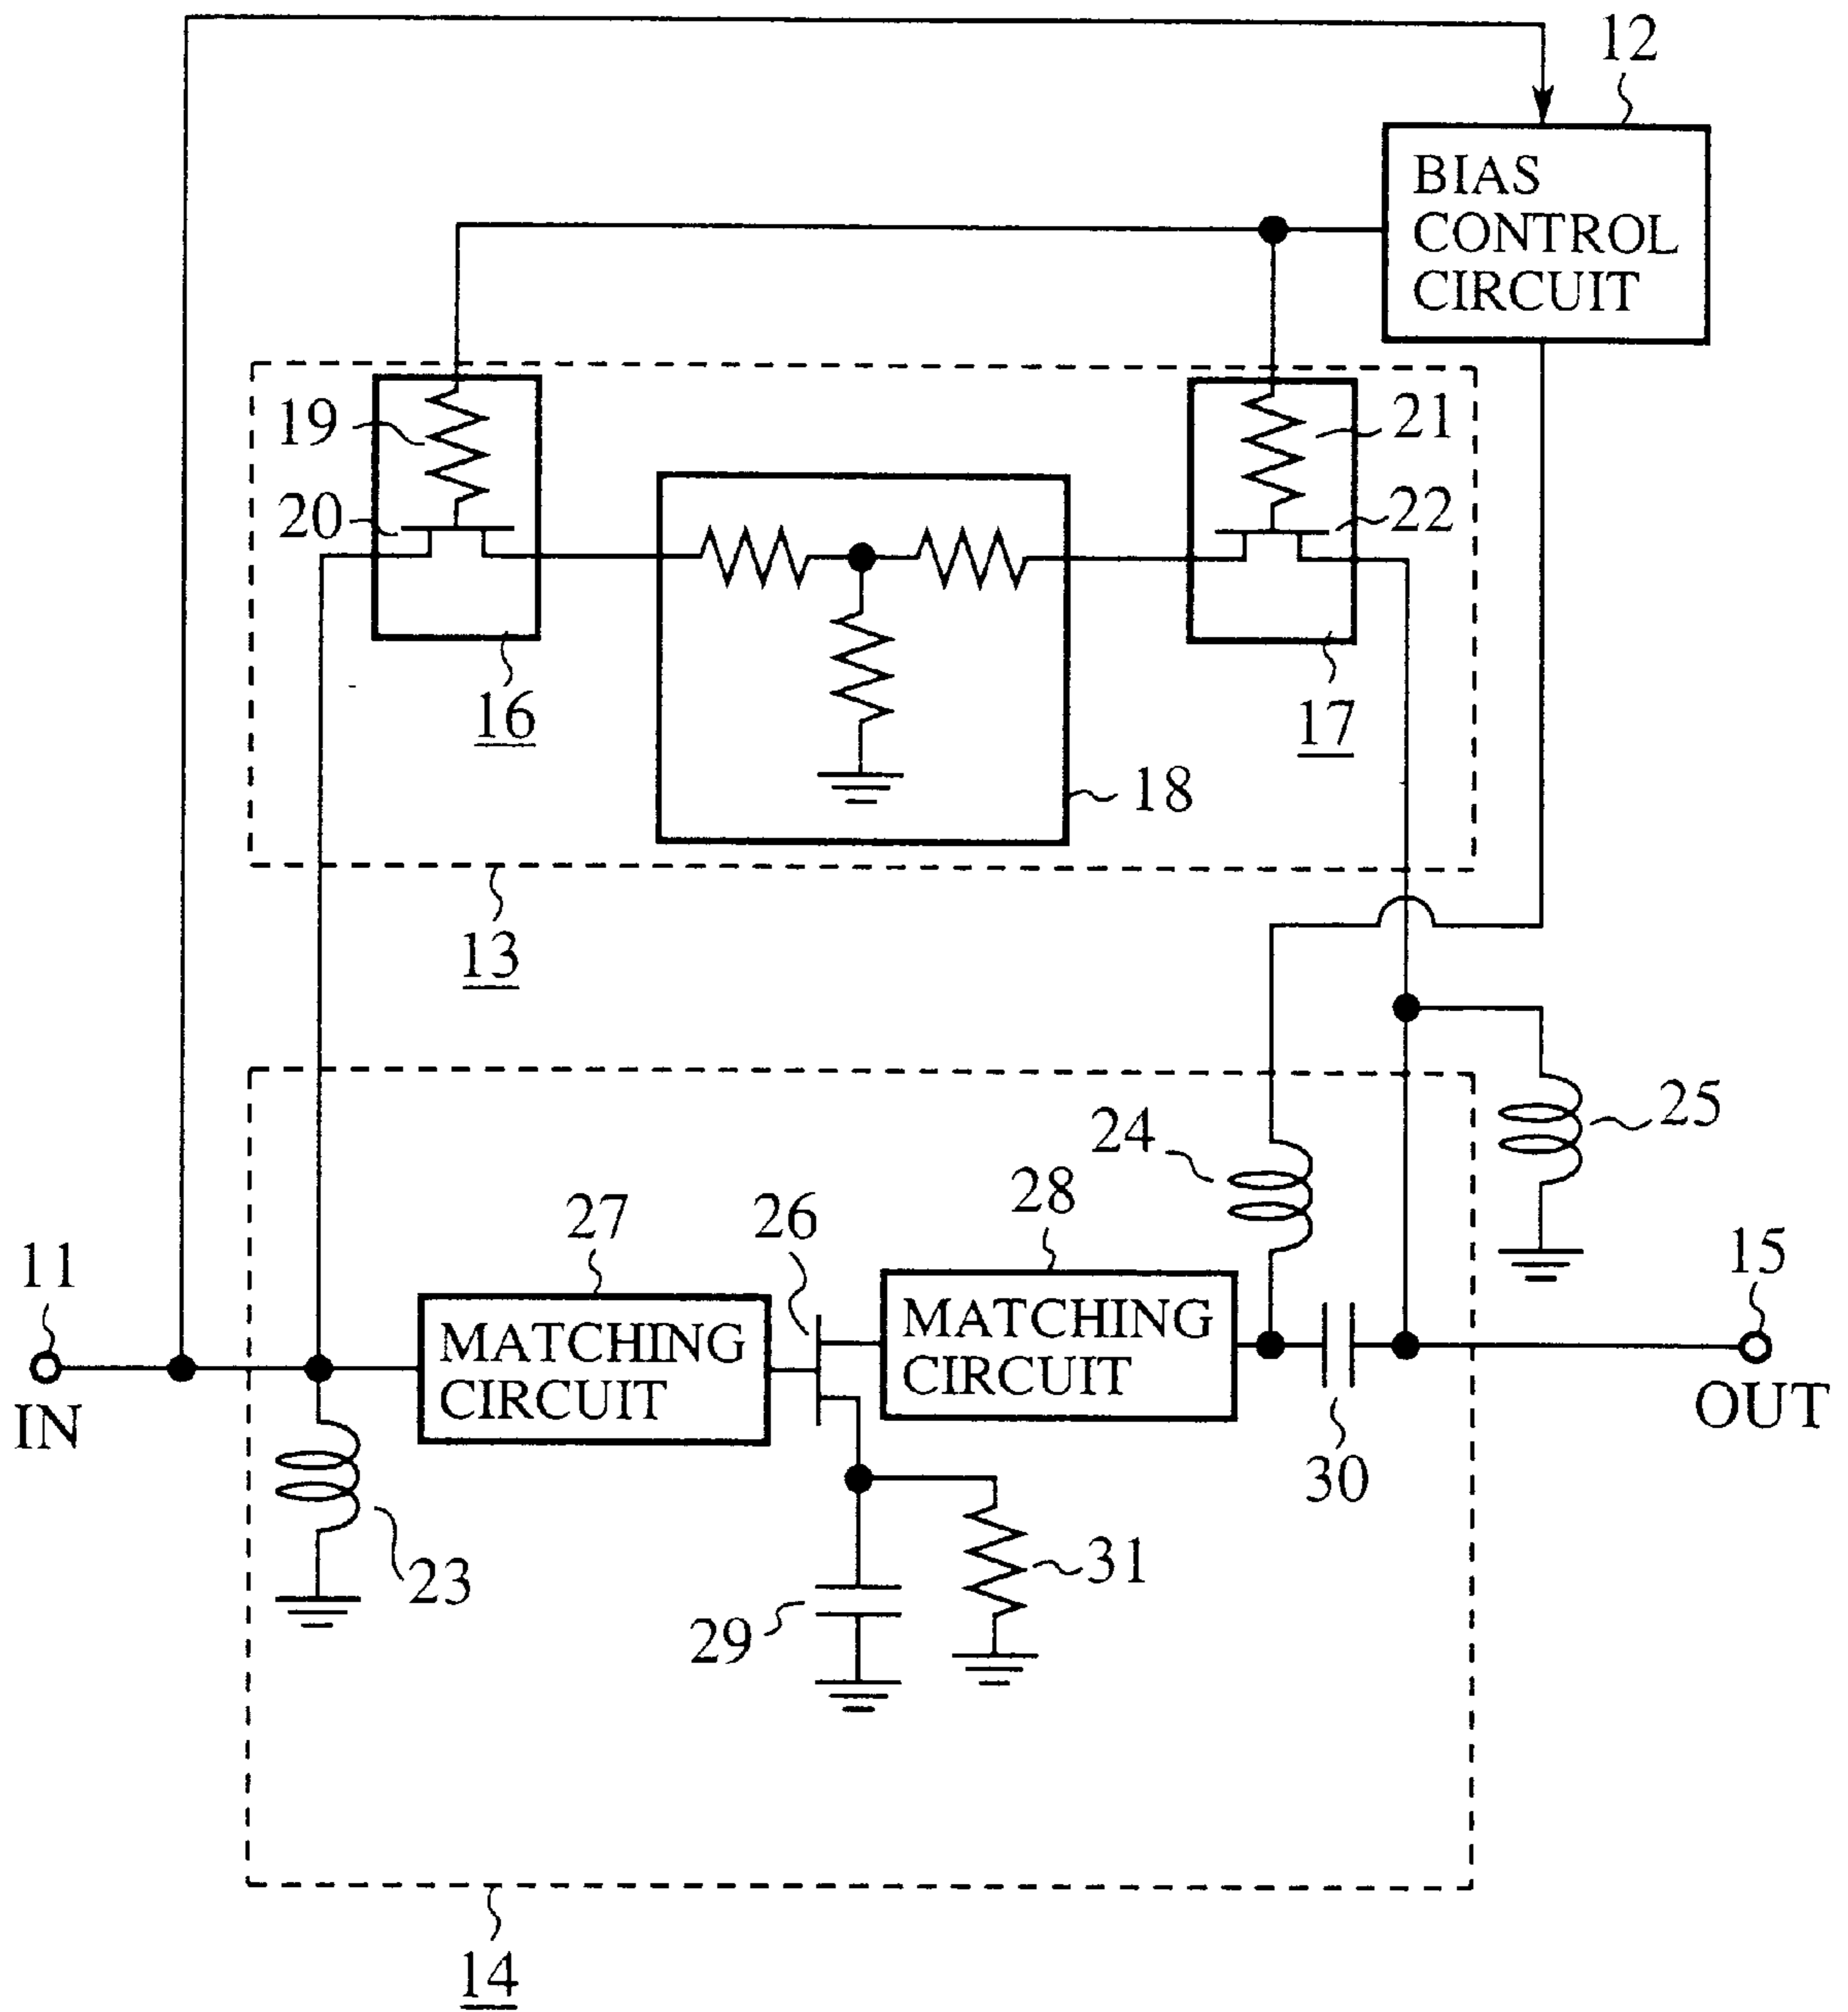 12
BIAS
CONTROL
CIRCUIT
19
21
20
22
16
17
18
13
24
25
28
27
26
11
15
MATCHING
CIRCUIT
MATCHING
CIRCUIT
IN
OUT
30
23
31
29
14